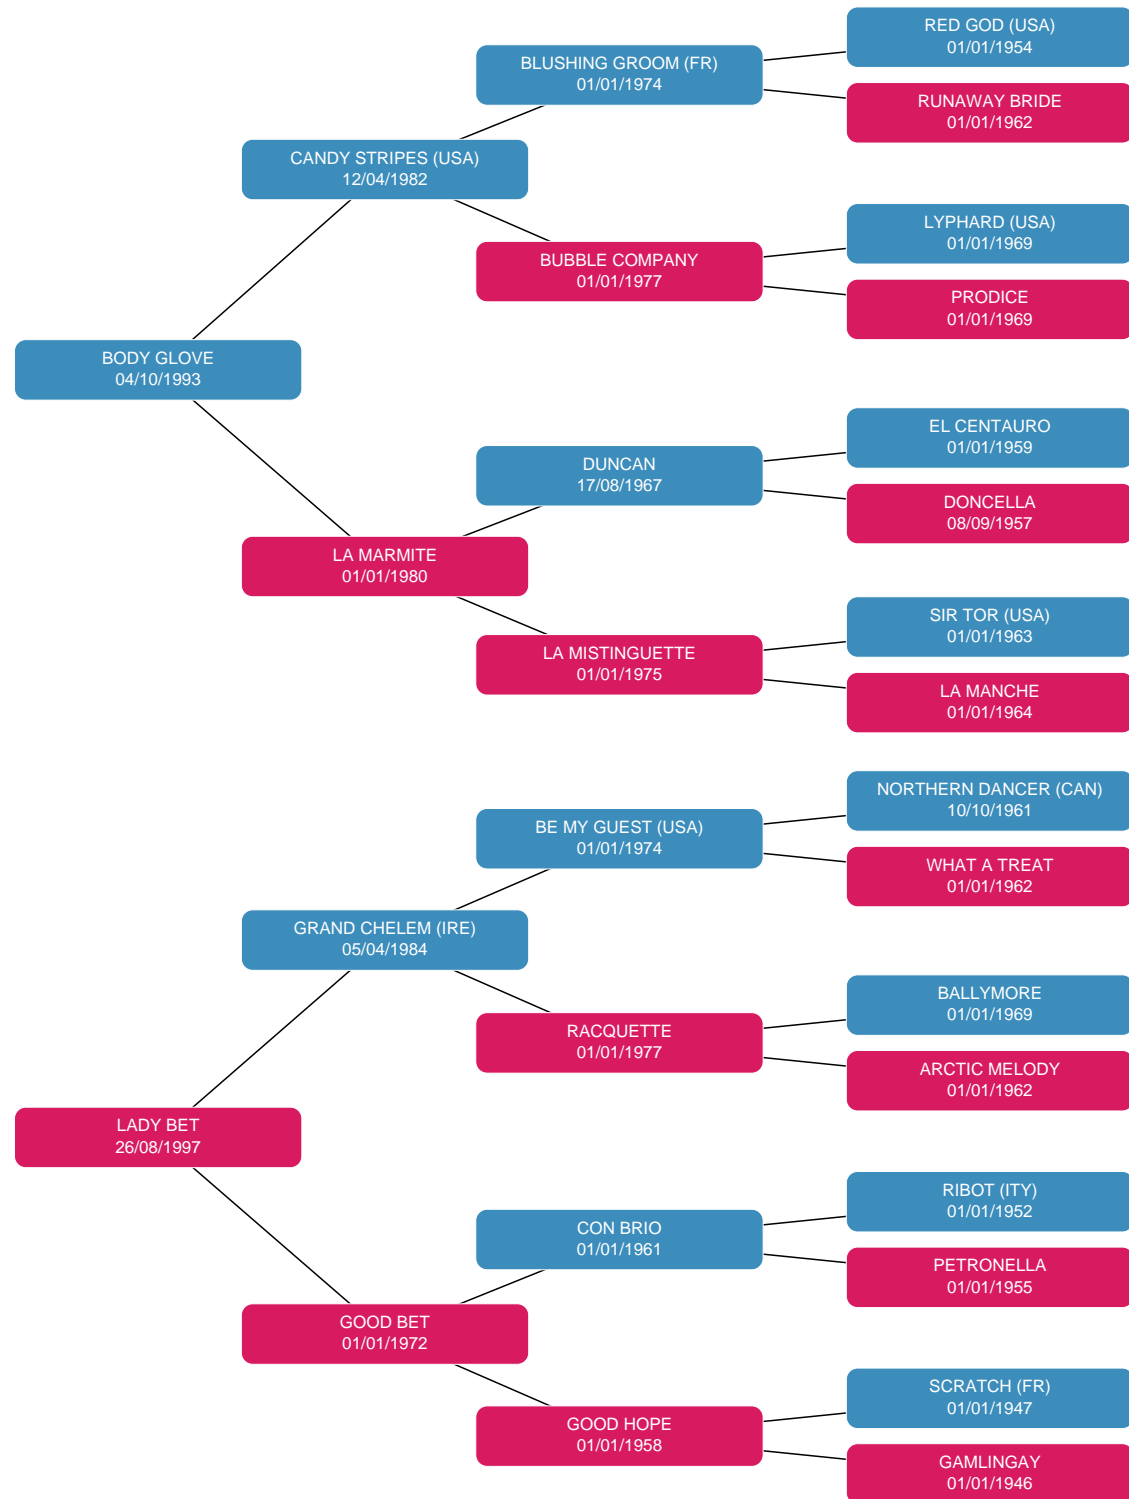 RED GOD (USA)
01/01/1954
BLUSHING GROOM (FR)
01/01/1974
RUNAWAY BRIDE
01/01/1962
CANDY STRIPES (USA)
12/04/1982
LYPHARD (USA)
01/01/1969
BUBBLE COMPANY
01/01/1977
PRODICE
01/01/1969
BODY GLOVE
04/10/1993
EL CENTAURO
01/01/1959
DUNCAN
17/08/1967
DONCELLA
08/09/1957
LA MARMITE
01/01/1980
SIR TOR (USA)
01/01/1963
LA MISTINGUETTE
01/01/1975
LA MANCHE
01/01/1964
NORTHERN DANCER (CAN)
10/10/1961
BE MY GUEST (USA)
01/01/1974
WHAT A TREAT
01/01/1962
GRAND CHELEM (IRE)
05/04/1984
BALLYMORE
01/01/1969
RACQUETTE
01/01/1977
ARCTIC MELODY
01/01/1962
LADY BET
26/08/1997
RIBOT (ITY)
01/01/1952
CON BRIO
01/01/1961
PETRONELLA
01/01/1955
GOOD BET
01/01/1972
SCRATCH (FR)
01/01/1947
GOOD HOPE
01/01/1958
GAMLINGAY
01/01/1946